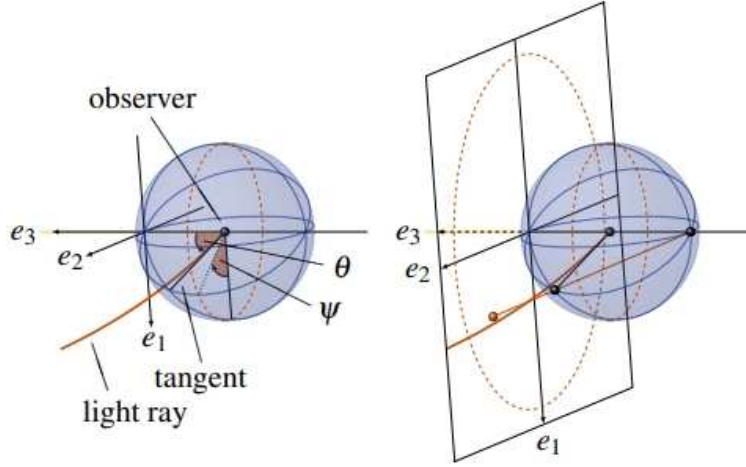 observer
e₃
e₂
θ
ψ
e₁
tangent
light ray
e₃
e₂
e₁